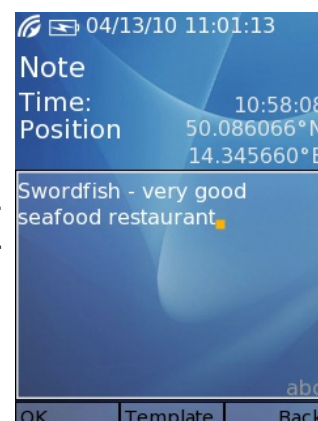 04/13/10 11:01:13
Note
Time: 10:58:08
Position 50.086066°N
14.345660°E
Swordfish - very good
seafood restaurant
abc
OK Template Back